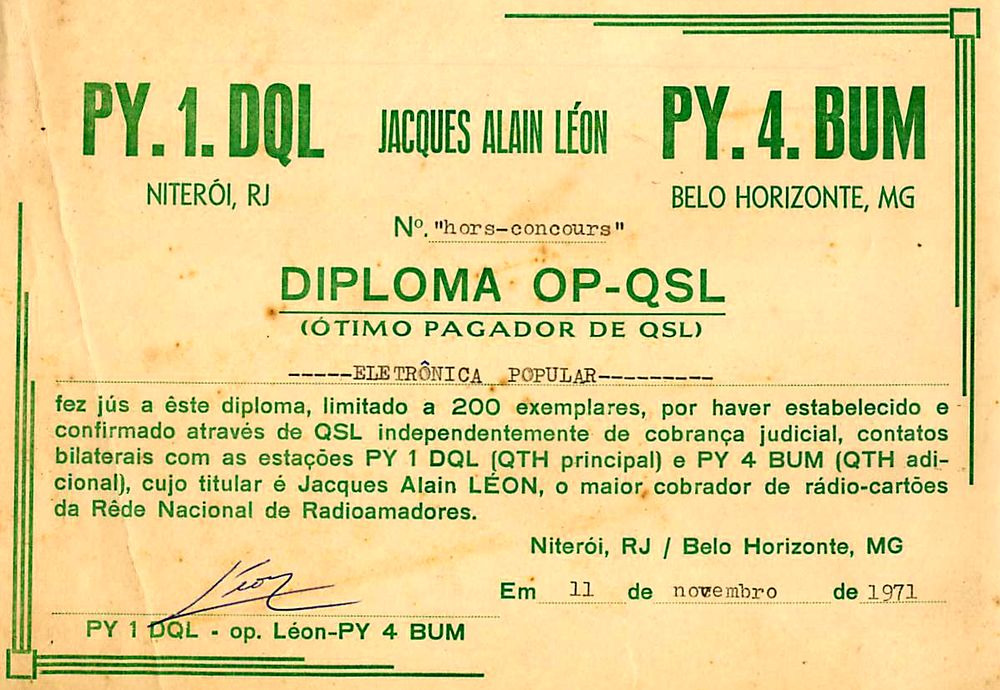 PY. 1. DQL JACQUES ALAIN LÉON PY. 4. BUM
NITERÓI, RJ BELO HORIZONTE, MG
Nº. "hors-concours"
DIPLOMA OP-QSL
(ÓTIMO PAGADOR DE QSL)
-----ELETRÔNICA POPULAR---------
fez jús a êste diploma, limitado a 200 exemplares, por haver estabelecido e
confirmado através de QSL independentemente de cobrança judicial, contatos
bilaterais com as estações PY 1 DQL (QTH principal) e PY 4 BUM (QTH adi-
cional), cujo titular é Jacques Alain LÉON, o maior cobrador de rádio-cartões
da Rêde Nacional de Radioamadores.
Niterói, RJ / Belo Horizonte, MG
Em 11 de novembro de 1971
Léon
PY 1 DQL - op. Léon-PY 4 BUM